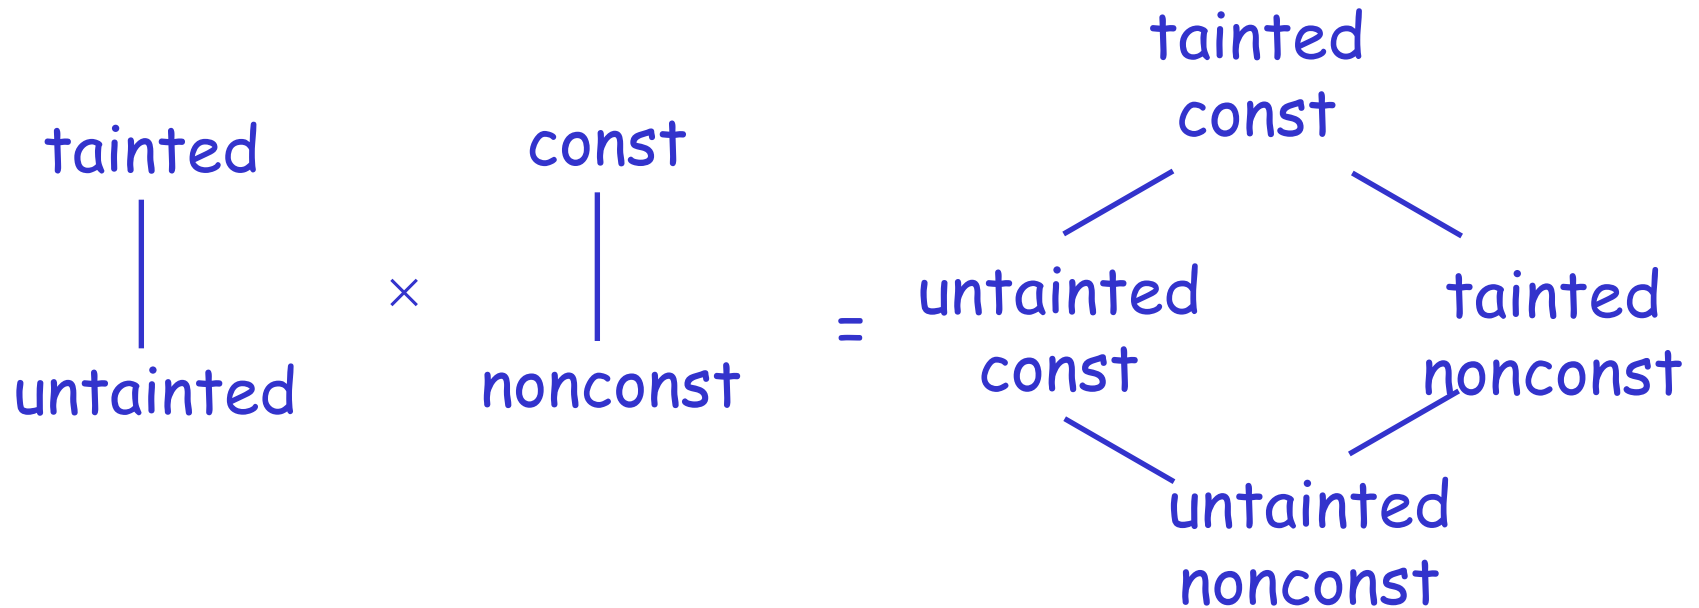 tainted
untainted
×
const
nonconst
=
tainted
const
untainted
const
tainted
nonconst
untainted
nonconst